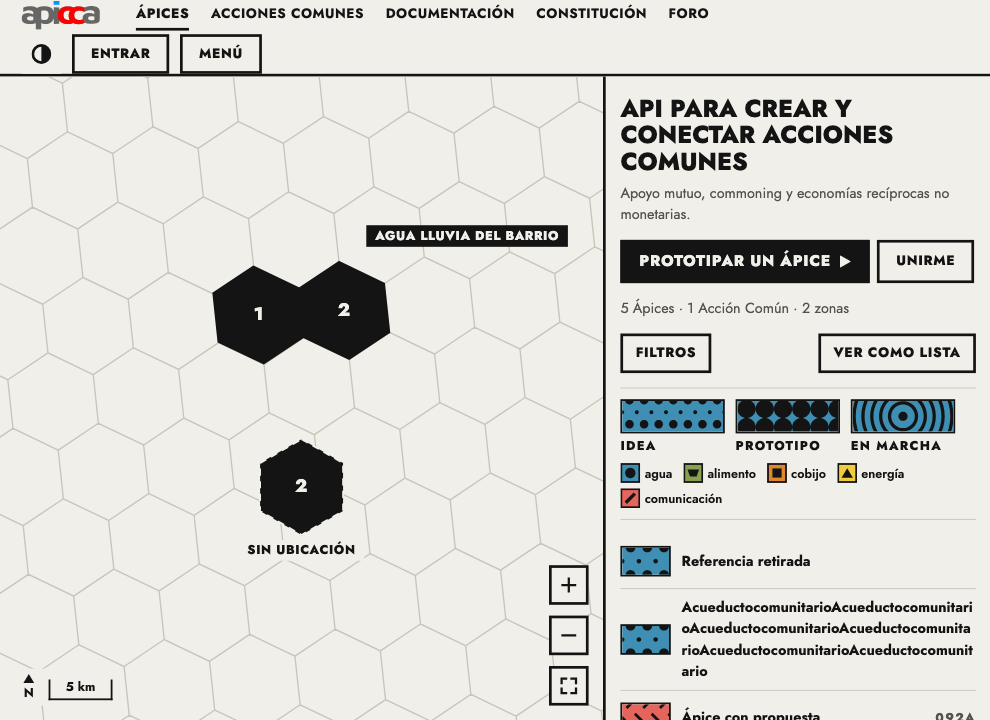 apicca
ÁPICES
ACCIONES COMUNES
DOCUMENTACIÓN
CONSTITUCIÓN
FORO
ENTRAR
MENÚ
AGUA LLUVIA DEL BARRIO
1
2
2
SIN UBICACIÓN
N
5 km
API PARA CREAR Y
CONECTAR ACCIONES
COMUNES
Apoyo mutuo, commoning y economías recíprocas no
monetarias.
PROTOTIPAR UN ÁPICE
UNIRME
5 Ápices · 1 Acción Común · 2 zonas
FILTROS
VER COMO LISTA
IDEA
PROTOTIPO
EN MARCHA
agua
alimento
cobijo
energía
comunicación
Referencia retirada
AcueductocomunitarioAcueductocomunitari
oAcueductocomunitarioAcueductocomunita
rioAcueductocomunitarioAcueductocomunit
ario
Ápice con propuesta
092A